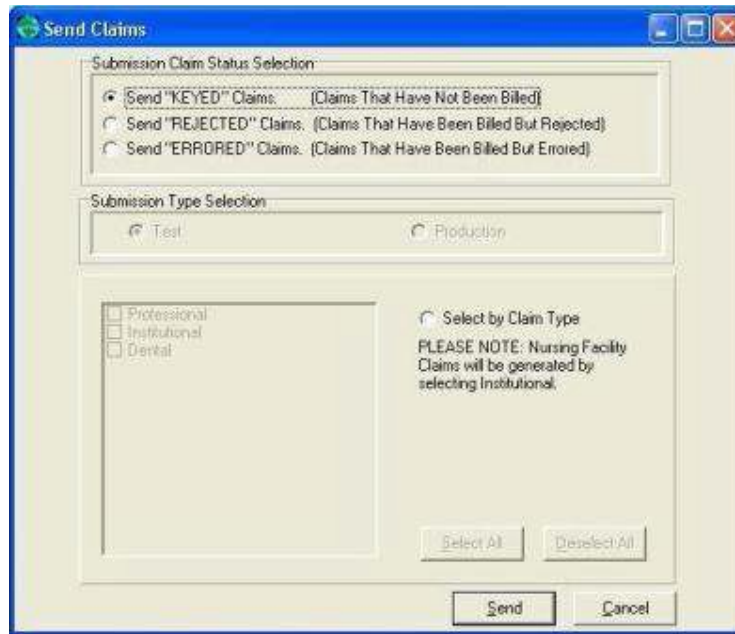 Send Claims
Submission Claim Status Selection
Send "KEYED" Claims. (Claims That Have Not Been Billed)
Send "REJECTED" Claims. (Claims That Have Been Billed But Rejected)
Send "ERRORED" Claims. (Claims That Have Been Billed But Errored)
Submission Type Selection
Test Production
Professional
Institutional
Dental
Select by Claim Type
PLEASE NOTE: Nursing Facility
Claims will be generated by
selecting Institutional.
Select All Deselect All
Send Cancel